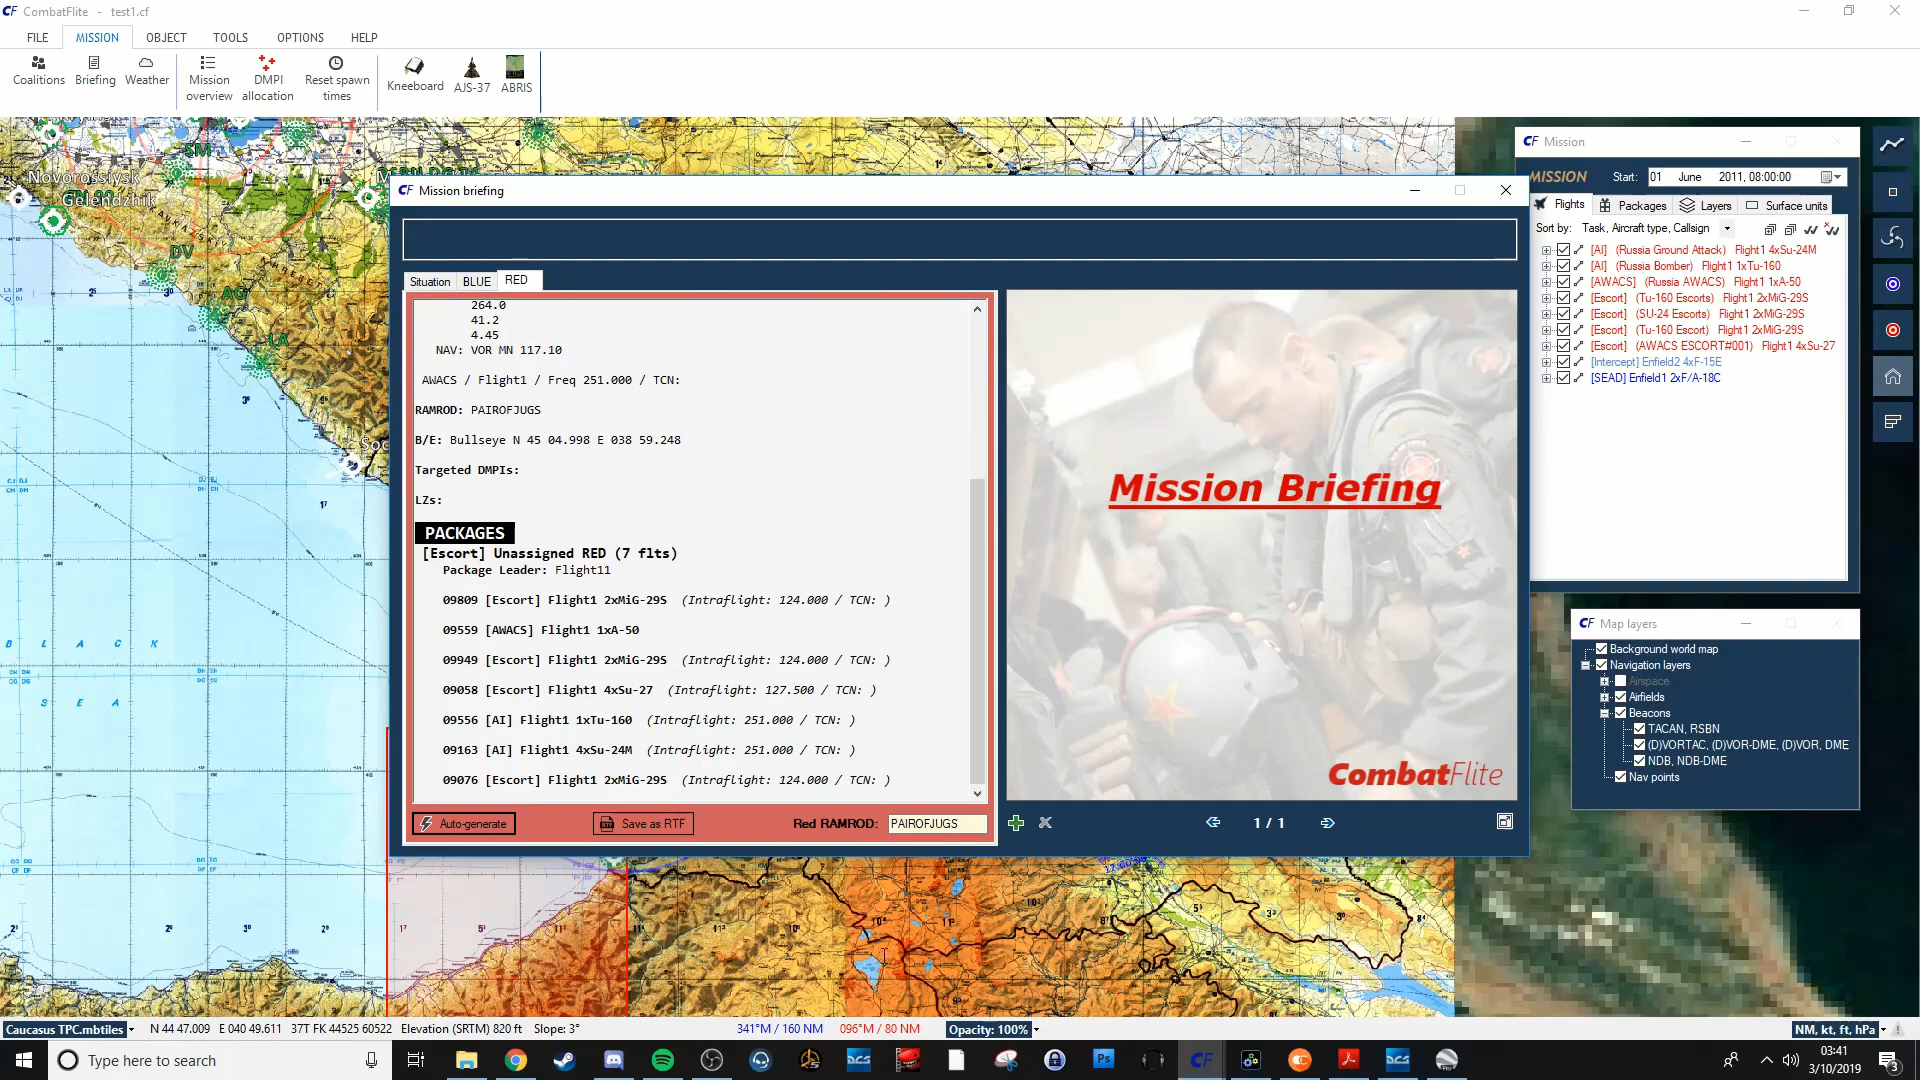 CF CombatFlite - test1.cf
FILE MISSION OBJECT TOOLS OPTIONS HELP
Coalitions Briefing Weather Mission overview DMPI allocation Reset spawn times Kneeboard AJS-37 ABRIS
SM
Novorossiysk
Gelendzhik
DV
AG
LA
Soc
BLACK
SEA
CF Mission briefing
Situation BLUE RED
264.0
41.2
4.45
NAV: VOR MN 117.10
AWACS / Flight1 / Freq 251.000 / TCN:
RAMROD: PAIROFJUGS
B/E: Bullseye N 45 04.998 E 038 59.248
Targeted DMPIs:
LZs:
PACKAGES
[Escort] Unassigned RED (7 flts)
Package Leader: Flight11
09809 [Escort] Flight1 2xMiG-29S (Intraflight: 124.000 / TCN: )
09559 [AWACS] Flight1 1xA-50
09949 [Escort] Flight1 2xMiG-29S (Intraflight: 124.000 / TCN: )
09058 [Escort] Flight1 4xSu-27 (Intraflight: 127.500 / TCN: )
09556 [AI] Flight1 1xTu-160 (Intraflight: 251.000 / TCN: )
09163 [AI] Flight1 4xSu-24M (Intraflight: 251.000 / TCN: )
09076 [Escort] Flight1 2xMiG-29S (Intraflight: 124.000 / TCN: )
Auto-generate Save as RTF Red RAMROD: PAIROFJUGS
Mission Briefing
CombatFlite
1 / 1
CF Mission
MISSION Start: 01 June 2011, 08:00:00
Flights Packages Layers Surface units
Sort by: Task, Aircraft type, Callsign
[AI] (Russia Ground Attack) Flight1 4xSu-24M
[AI] (Russia Bomber) Flight1 1xTu-160
[AWACS] (Russia AWACS) Flight1 1xA-50
[Escort] (Tu-160 Escorts) Flight1 2xMiG-29S
[Escort] (SU-24 Escorts) Flight1 2xMiG-29S
[Escort] (Tu-160 Escort) Flight1 2xMiG-29S
[Escort] (AWACS ESCORT#001) Flight1 4xSu-27
[Intercept] Enfield2 4xF-15E
[SEAD] Enfield1 2xF/A-18C
CF Map layers
Background world map
Navigation layers
Airspace
Airfields
Beacons
TACAN, RSBN
(D)VORTAC, (D)VOR-DME, (D)VOR, DME
NDB, NDB-DME
Nav points
Caucasus TPC.mbtiles N 44 47.009 E 040 49.611 37T FK 44525 60522 Elevation (SRTM) 820 ft Slope: 3° 341°M / 160 NM 096°M / 80 NM Opacity: 100% NM, kt, ft, hPa
Type here to search
03:41
3/10/2019
3